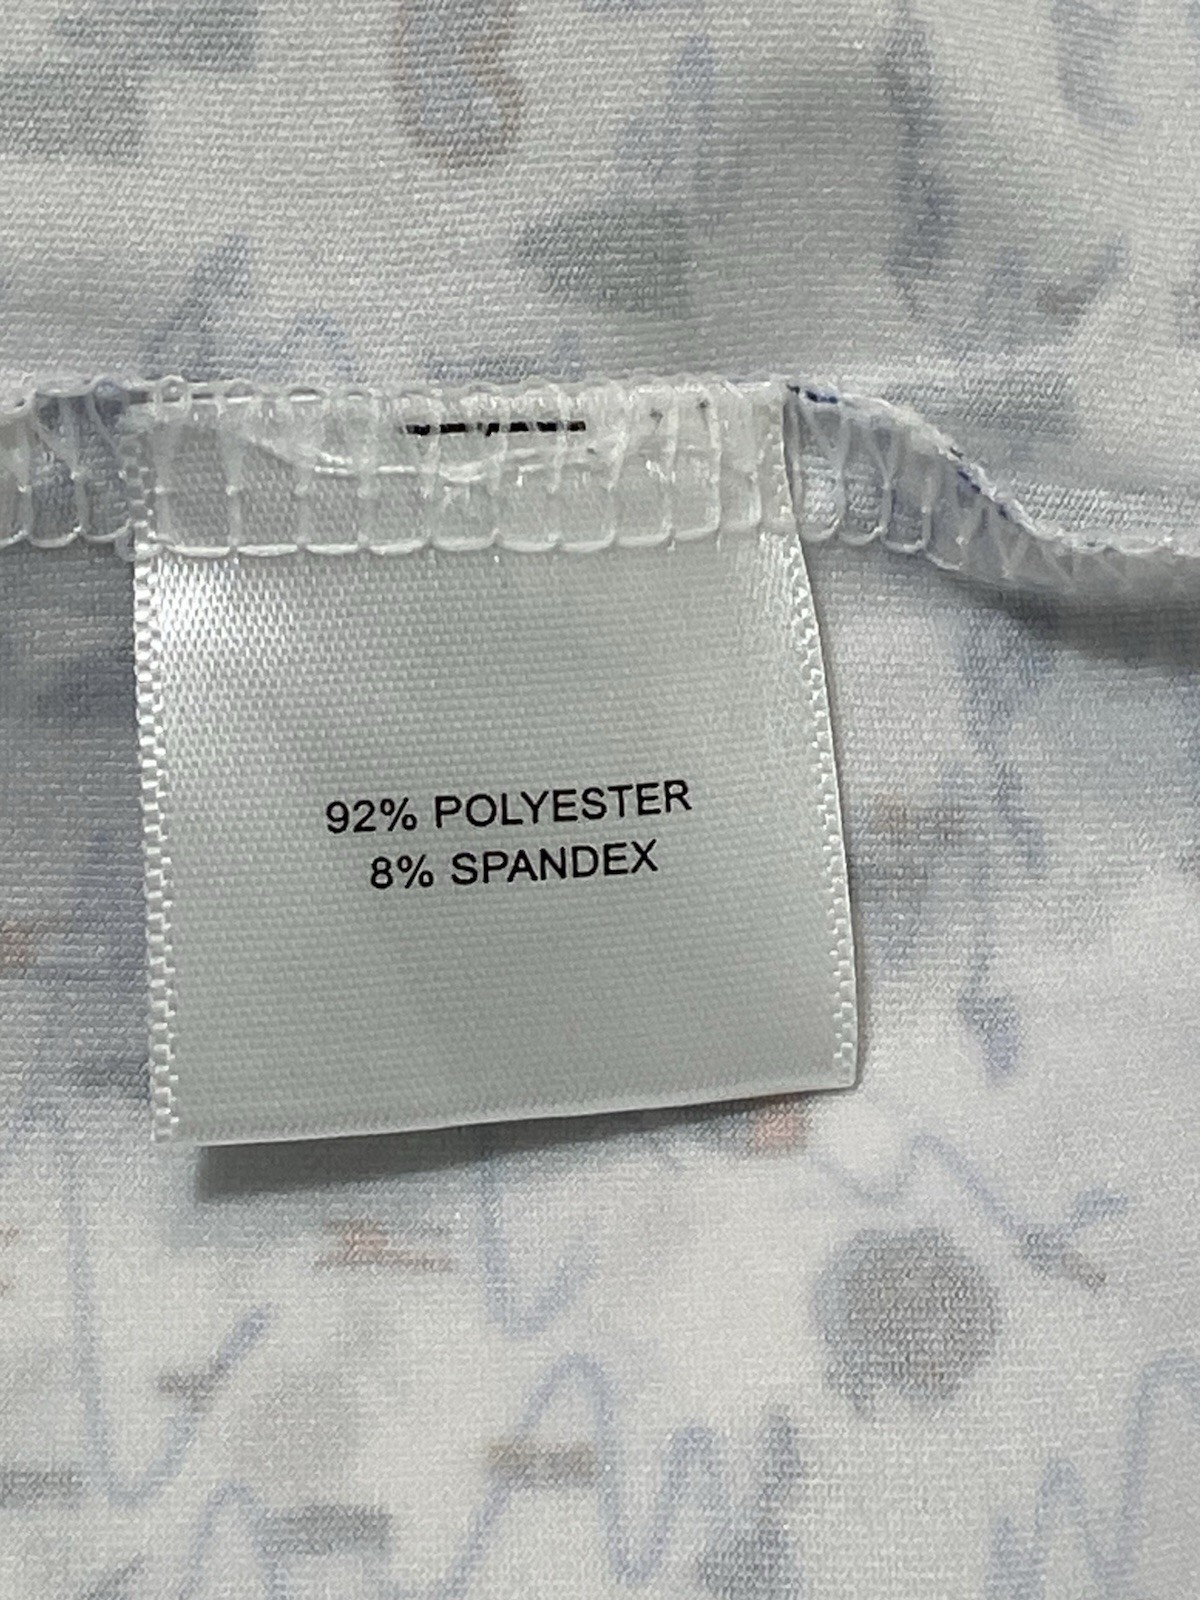 92% POLYESTER
8% SPANDEX